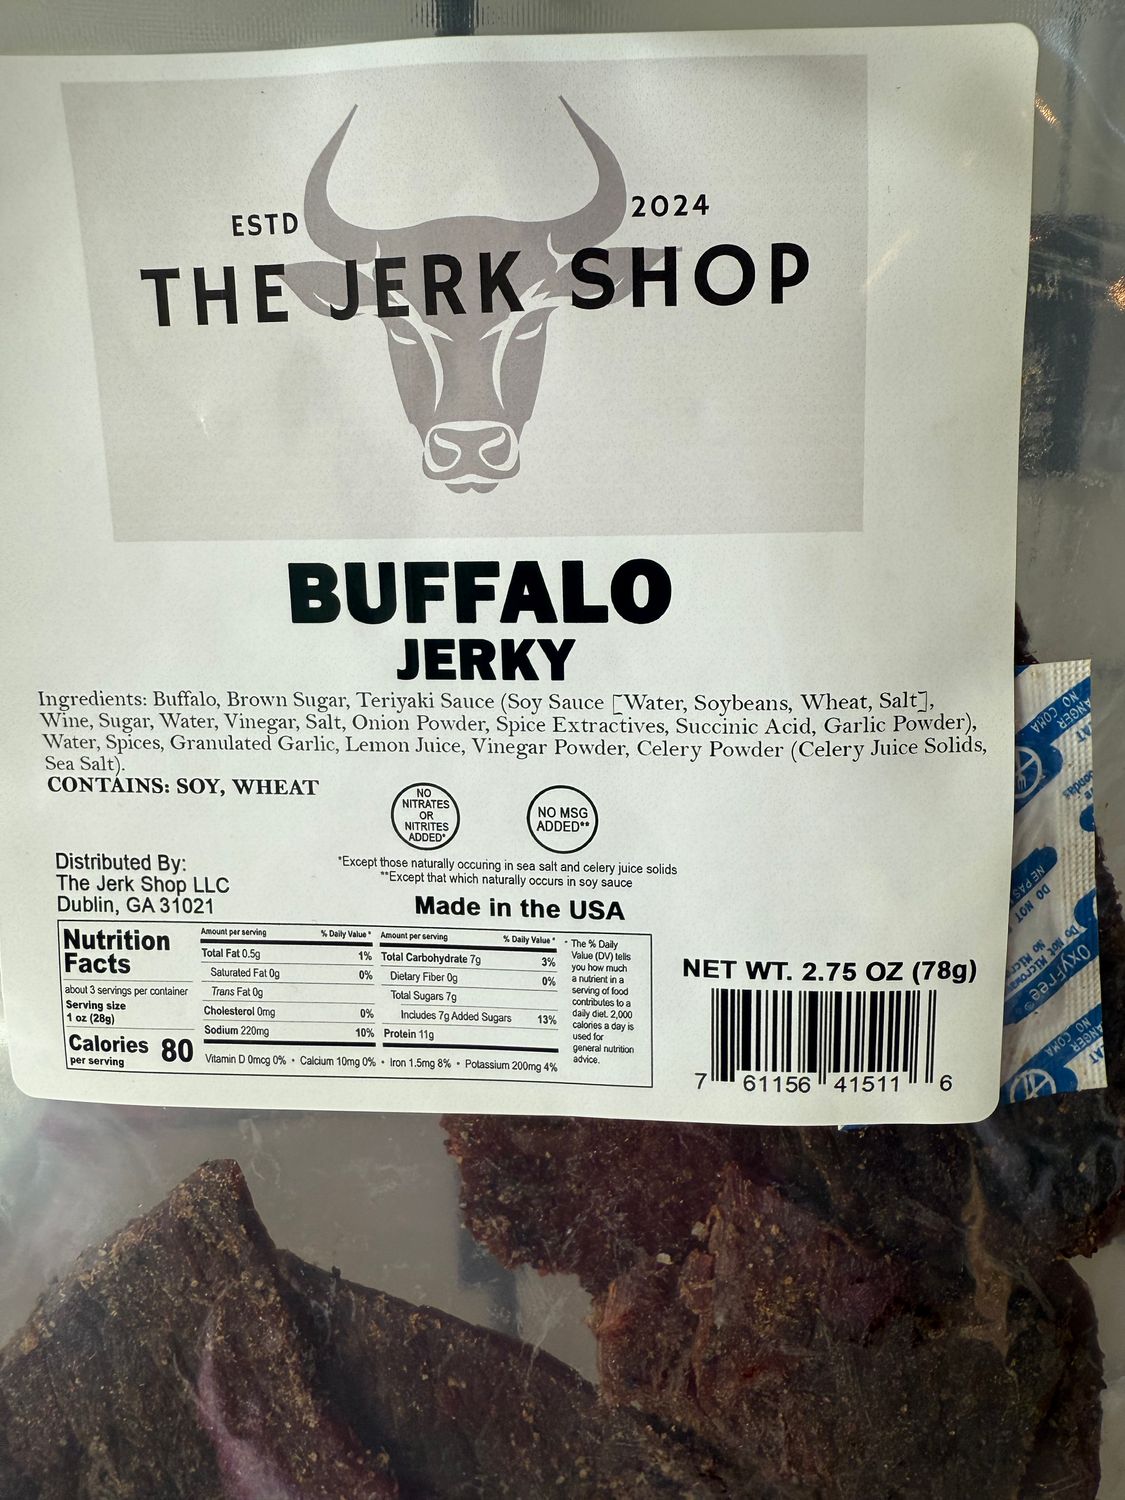 ESTD
2024
THE JERK SHOP
BUFFALO
JERKY
Ingredients: Buffalo, Brown Sugar, Teriyaki Sauce (Soy Sauce [Water, Soybeans, Wheat, Salt],
Wine, Sugar, Water, Vinegar, Salt, Onion Powder, Spice Extractives, Succinic Acid, Garlic Powder),
Water, Spices, Granulated Garlic, Lemon Juice, Vinegar Powder, Celery Powder (Celery Juice Solids,
Sea Salt).
CONTAINS: SOY, WHEAT
NO
NITRATES
OR
NITRITES
ADDED*
NO MSG
ADDED**
*Except those naturally occuring in sea salt and celery juice solids
**Except that which naturally occurs in soy sauce
Distributed By:
The Jerk Shop LLC
Dublin, GA 31021
Made in the USA
Nutrition
Facts
about 3 servings per container
Serving size
1 oz (28g)
Calories 80
per serving
Amount per serving % Daily Value*
Total Fat 0.5g 1%
Saturated Fat 0g 0%
Trans Fat 0g
Cholesterol 0mg 0%
Sodium 220mg 10%
Amount per serving % Daily Value*
Total Carbohydrate 7g 3%
Dietary Fiber 0g 0%
Total Sugars 7g
Includes 7g Added Sugars 13%
Protein 11g
Vitamin D 0mcg 0% • Calcium 10mg 0% • Iron 1.5mg 8% • Potassium 200mg 4%
* The % Daily
Value (DV) tells
you how much
a nutrient in a
serving of food
contributes to a
daily diet. 2,000
calories a day is
used for
general nutrition
advice.
NET WT. 2.75 OZ (78g)
7 61156 41511 6
NO COMA
DO NOT
NE PAS
OXYFREE®
NO COMA